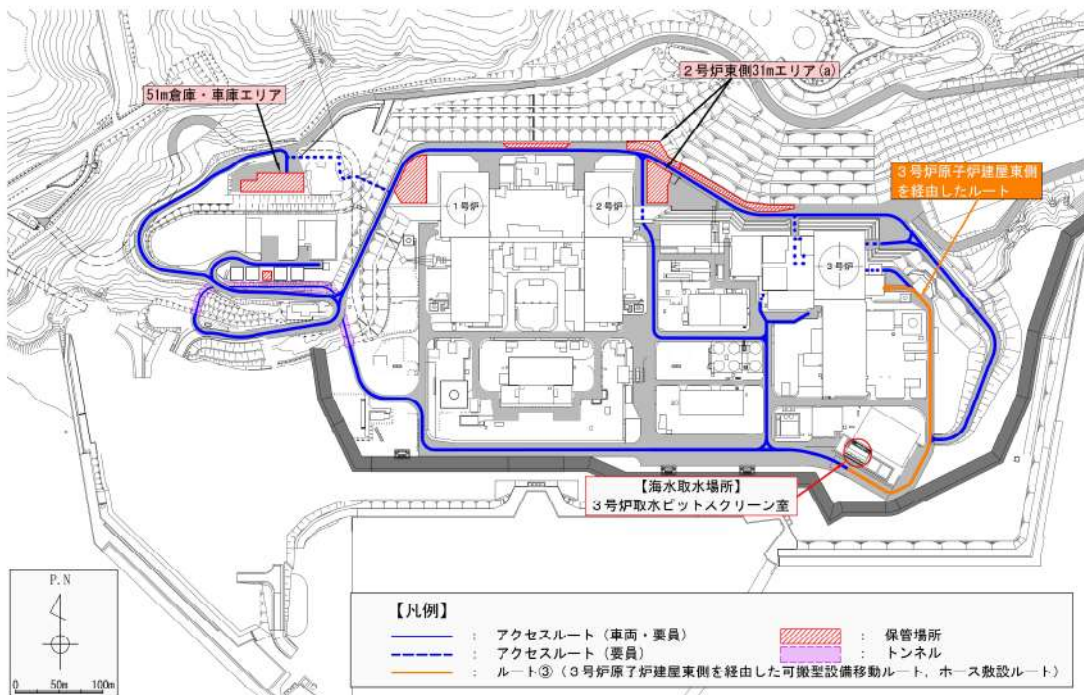 51m倉庫・車庫エリア
2号炉東側31mエリア(a)
3号炉原子炉建屋東側
を経由したルート
1号炉
2号炉
3号炉
【海水取水場所】
3号炉取水ピットスクリーン室
P.N
0 50m 100m
【凡例】
: アクセスルート（車両・要員）
: 保管場所
: アクセスルート（要員）
: トンネル
: ルート③（3号炉原子炉建屋東側を経由した可搬型設備移動ルート，ホース敷設ルート）